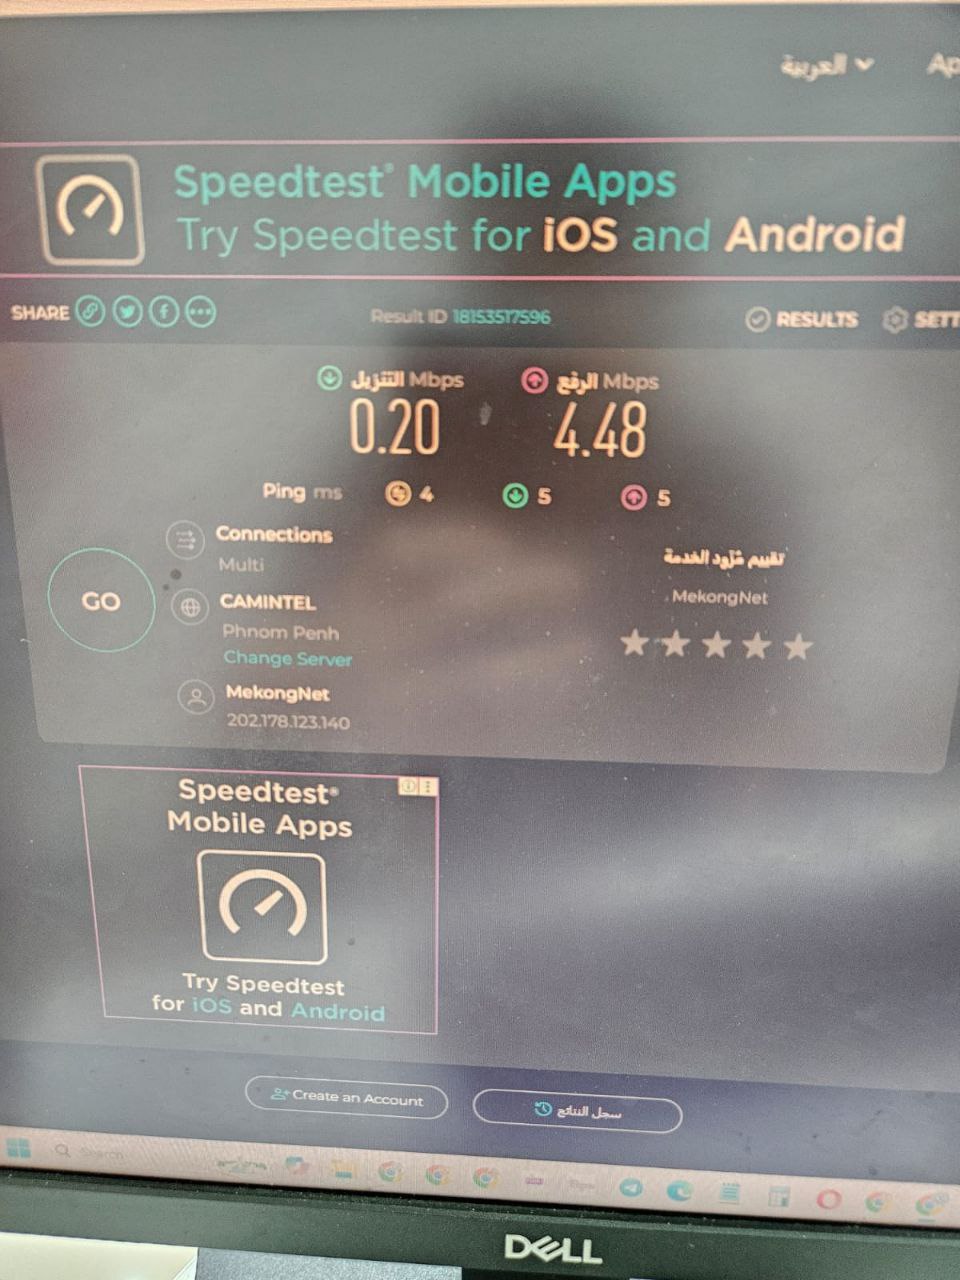 العربية
Ap
Speedtest® Mobile Apps
Try Speedtest for iOS and Android
SHARE
Result ID 18153517596
RESULTS
SETT
التنزيل Mbps
الرفع Mbps
0.20
4.48
Ping ms 4 5 5
Connections
Multi
GO
CAMINTEL
Phnom Penh
Change Server
MekongNet
202.178.123.140
تقييم مُزود الخدمة
MekongNet
Speedtest®
Mobile Apps
Try Speedtest
for iOS and Android
Create an Account
سجل النتائج
Search
DELL